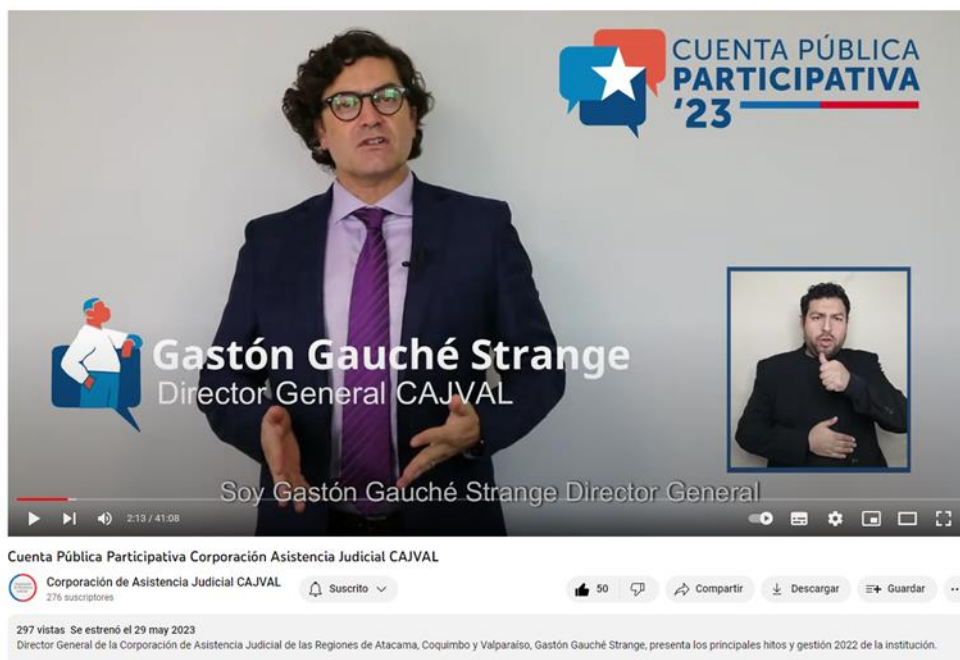 CUENTA PÚBLICA
PARTICIPATIVA
'23
Gastón Gauché Strange
Director General CAJVAL
Soy Gastón Gauché Strange Director General
2:13 / 41:08
Cuenta Pública Participativa Corporación Asistencia Judicial CAJVAL
Corporación de Asistencia Judicial CAJVAL
276 suscriptores
Suscrito
50
Compartir
Descargar
Guardar
297 vistas Se estrenó el 29 may 2023
Director General de la Corporación de Asistencia Judicial de las Regiones de Atacama, Coquimbo y Valparaíso, Gastón Gauché Strange, presenta los principales hitos y gestión 2022 de la institución.